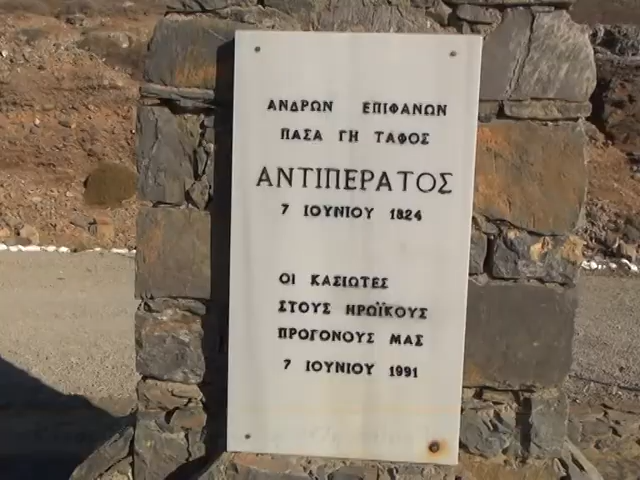 ΑΝΔΡΩΝ ΕΠΙΦΑΝΩΝ
ΠΑΣΑ ΓΗ ΤΑΦΟΣ
ΑΝΤΙΠΕΡΑΤΟΣ
7 ΙΟΥΝΙΟΥ 1824
ΟΙ ΚΑΣΙΩΤΕΣ
ΣΤΟΥΣ ΗΡΩΪΚΟΥΣ
ΠΡΟΓΟΝΟΥΣ ΜΑΣ
7 ΙΟΥΝΙΟΥ 1991